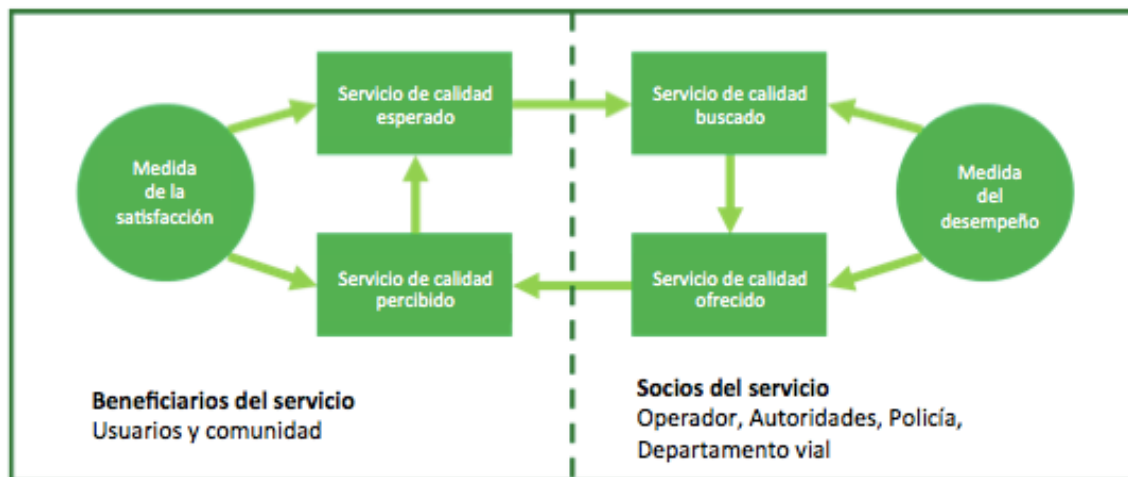 Servicio de calidad
esperado
Servicio de calidad
buscado
Medida
de la
satisfacción
Medida
del
desempeño
Servicio de calidad
percibido
Servicio de calidad
ofrecido
Beneficiarios del servicio
Usuarios y comunidad
Socios del servicio
Operador, Autoridades, Policía,
Departamento vial